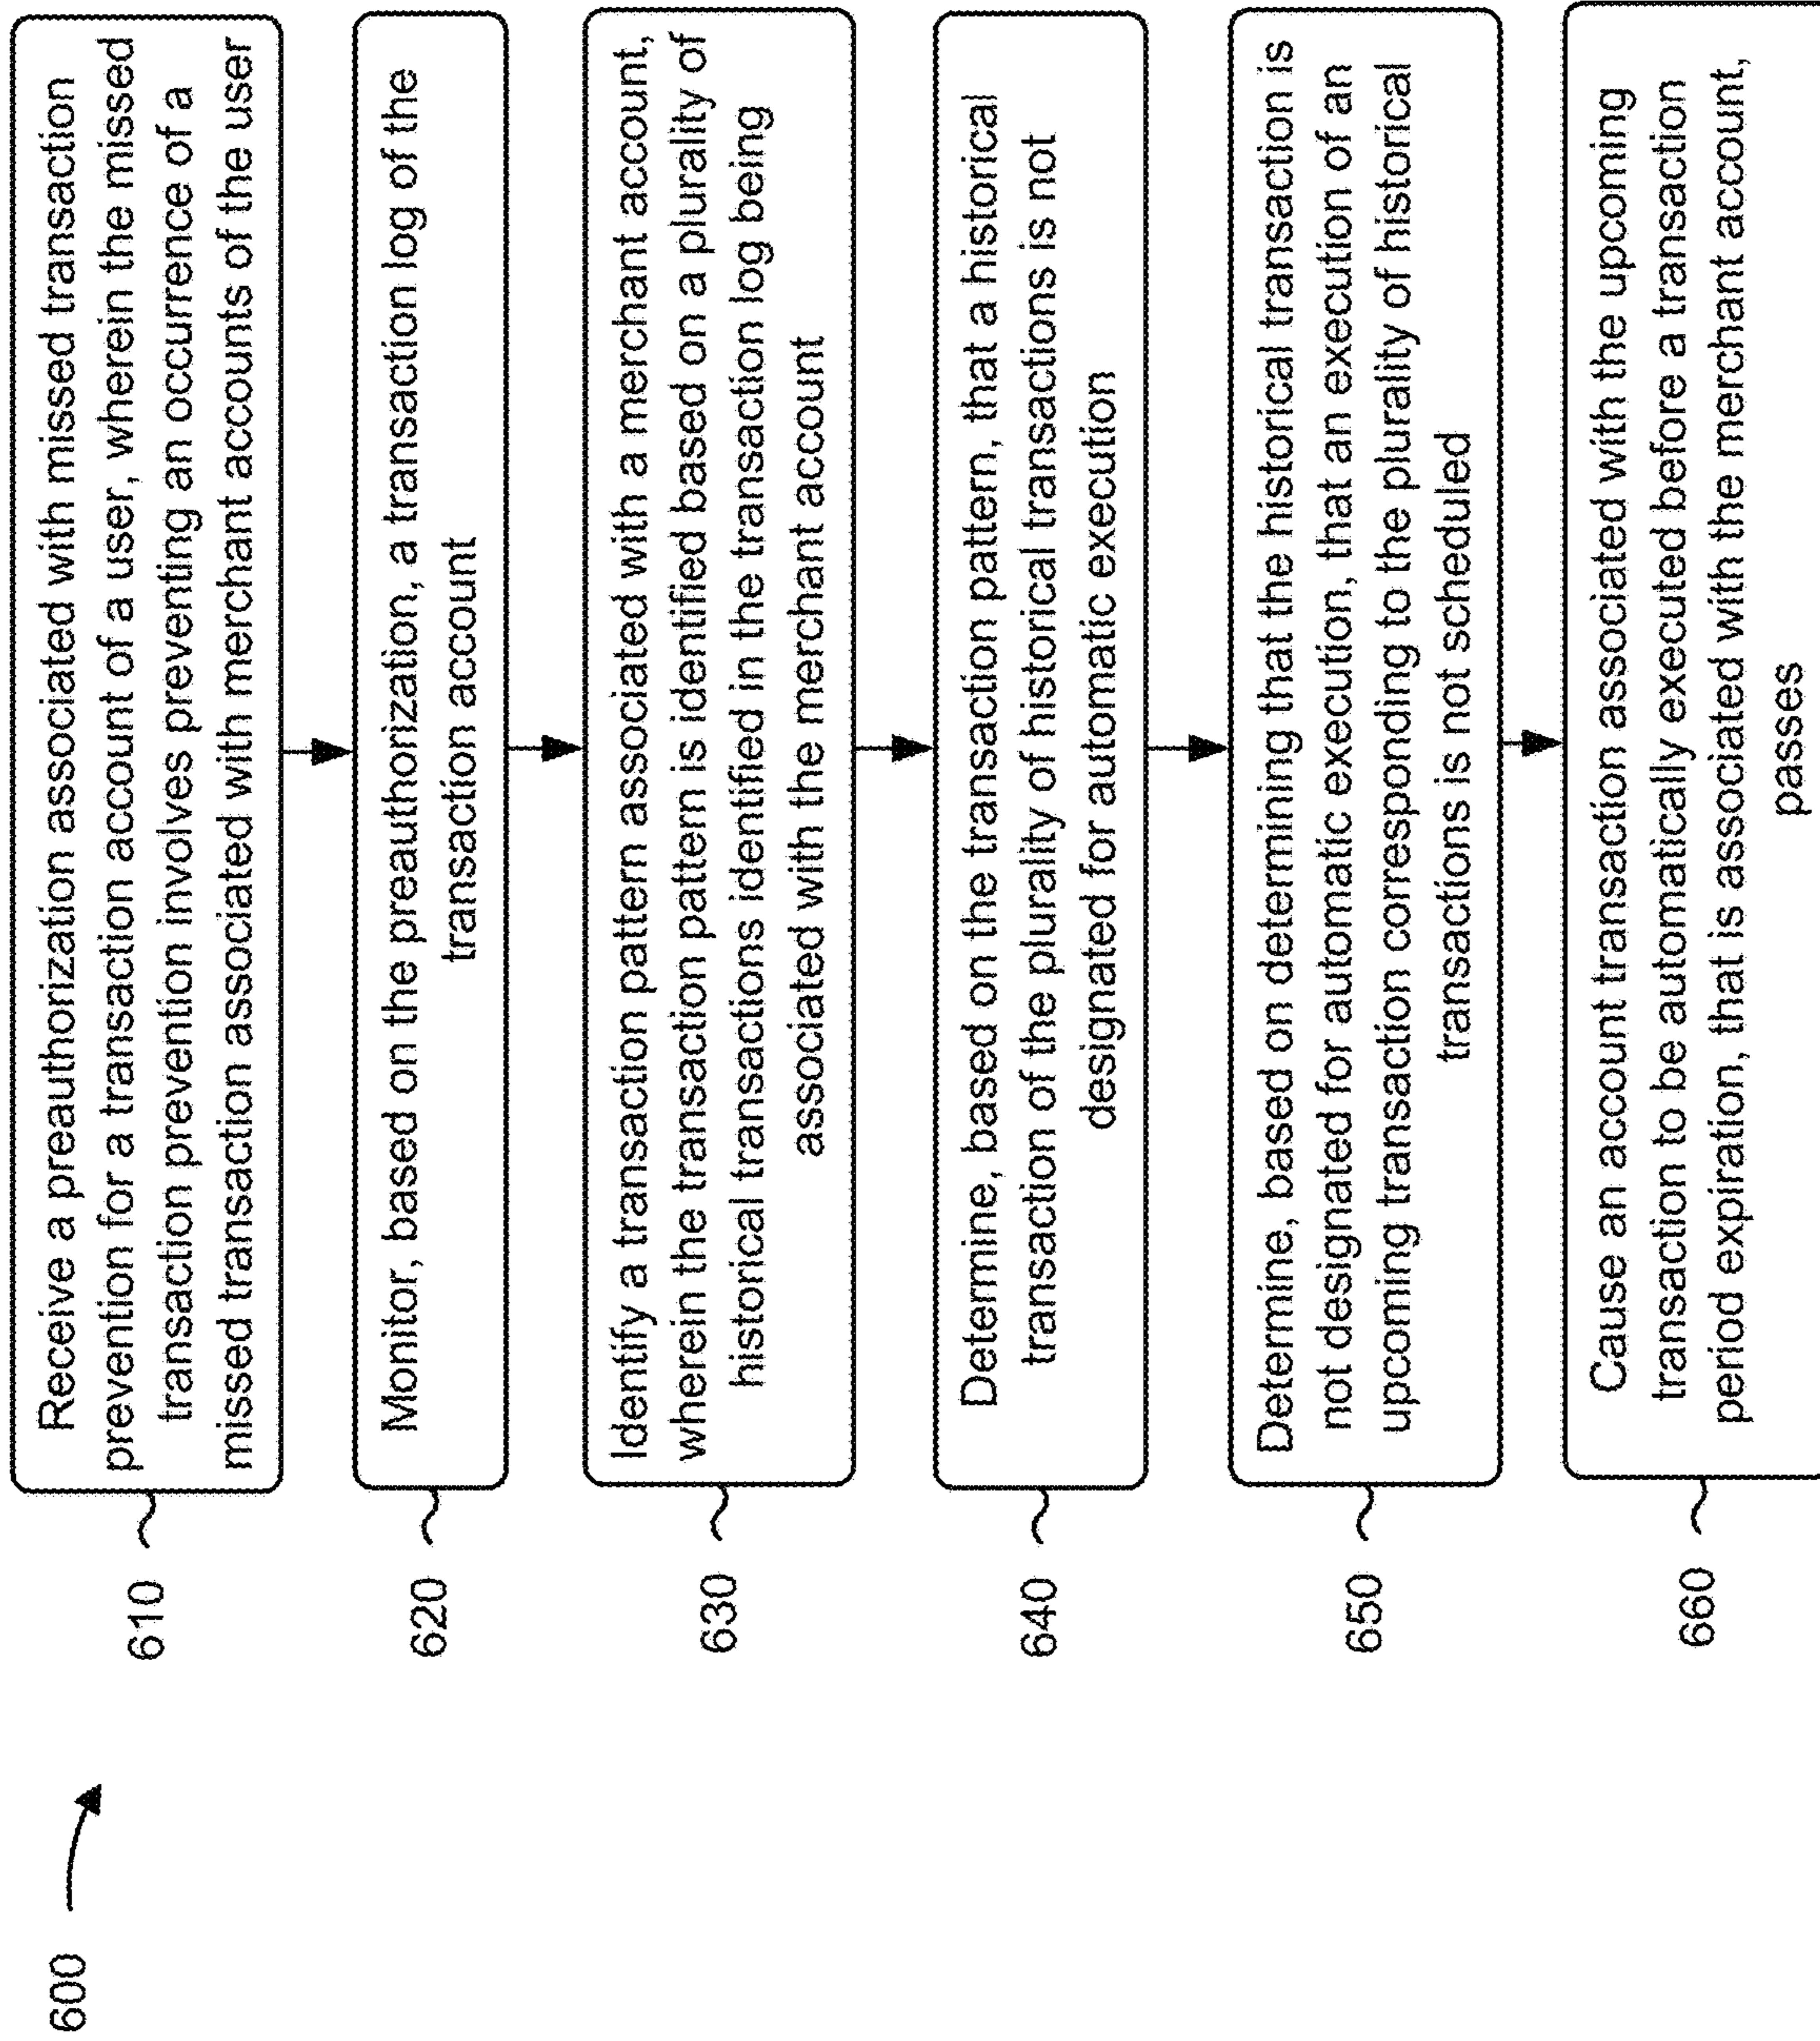 600
610
Receive a preauthorization associated with missed transaction
prevention for a transaction account of a user, wherein the missed
transaction prevention involves preventing an occurrence of a
missed transaction associated with merchant accounts of the user
620
Monitor, based on the preauthorization, a transaction log of the
transaction account
630
Identify a transaction pattern associated with a merchant account,
wherein the transaction pattern is identified based on a plurality of
historical transactions identified in the transaction log being
associated with the merchant account
640
Determine, based on the transaction pattern, that a historical
transaction of the plurality of historical transactions is not
designated for automatic execution
650
Determine, based on determining that the historical transaction is
not designated for automatic execution, that an execution of an
upcoming transaction corresponding to the plurality of historical
transactions is not scheduled
660
Cause an account transaction associated with the upcoming
transaction to be automatically executed before a transaction
period expiration, that is associated with the merchant account,
passes